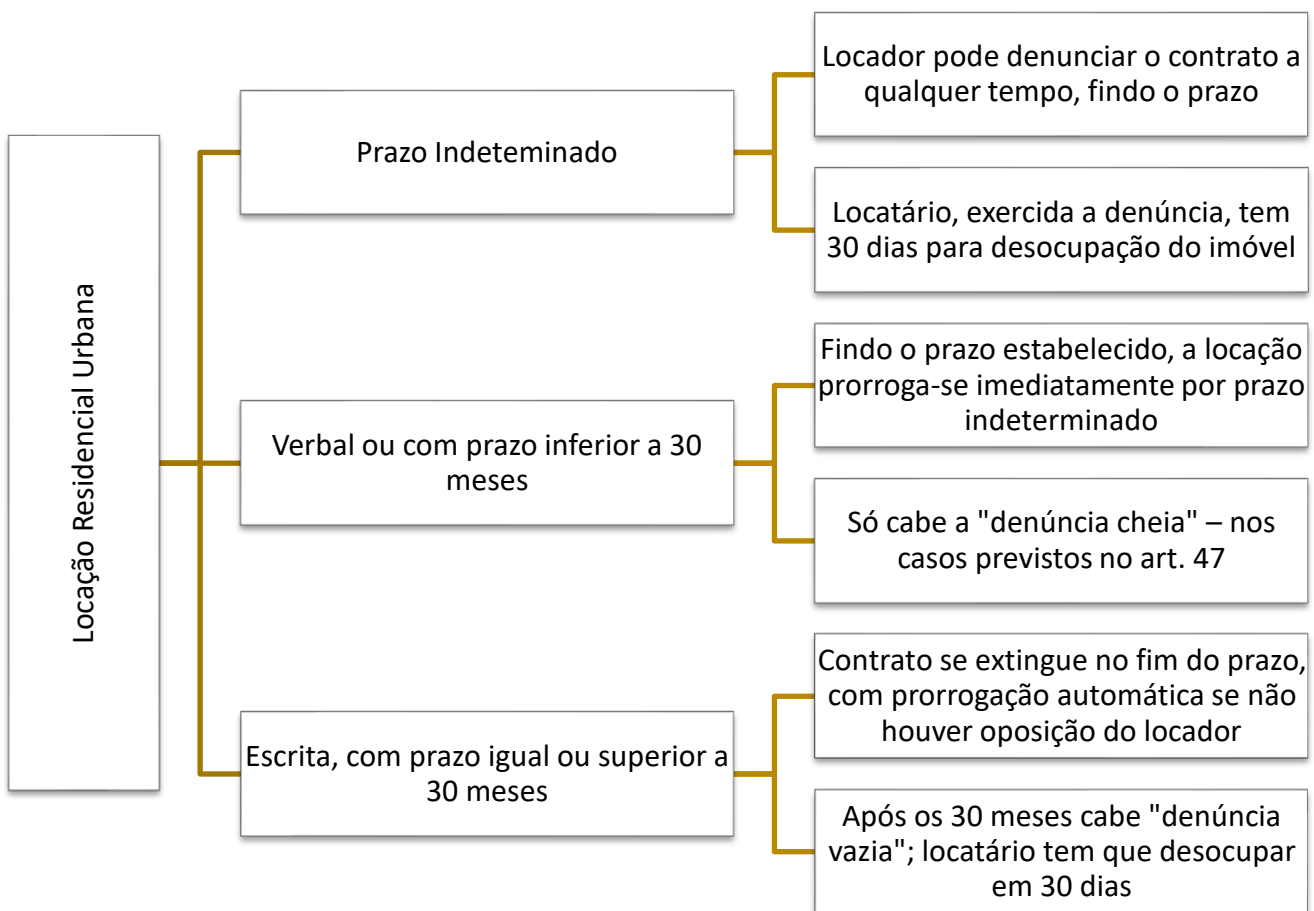 Locação Residencial Urbana
Prazo Indeteminado
Locador pode denunciar o contrato a
qualquer tempo, findo o prazo
Locatário, exercida a denúncia, tem
30 dias para desocupação do imóvel
Verbal ou com prazo inferior a 30
meses
Findo o prazo estabelecido, a locação
prorroga-se imediatamente por prazo
indeterminado
Só cabe a "denúncia cheia" – nos
casos previstos no art. 47
Escrita, com prazo igual ou superior a
30 meses
Contrato se extingue no fim do prazo,
com prorrogação automática se não
houver oposição do locador
Após os 30 meses cabe "denúncia
vazia"; locatário tem que desocupar
em 30 dias